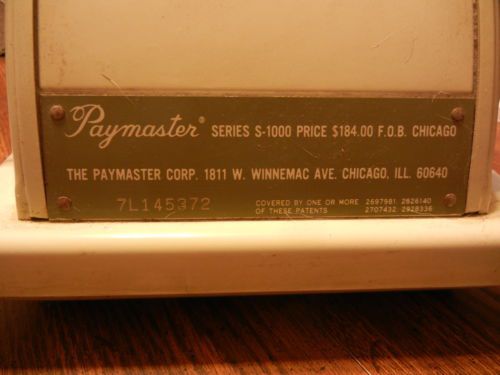 Paymaster® SERIES S-1000 PRICE $184.00 F.O.B. CHICAGO
THE PAYMASTER CORP. 1811 W. WINNEMAC AVE. CHICAGO, ILL. 60640
7L145372
COVERED BY ONE OR MORE 2697981 2826140
OF THESE PATENTS 2707432 2928336